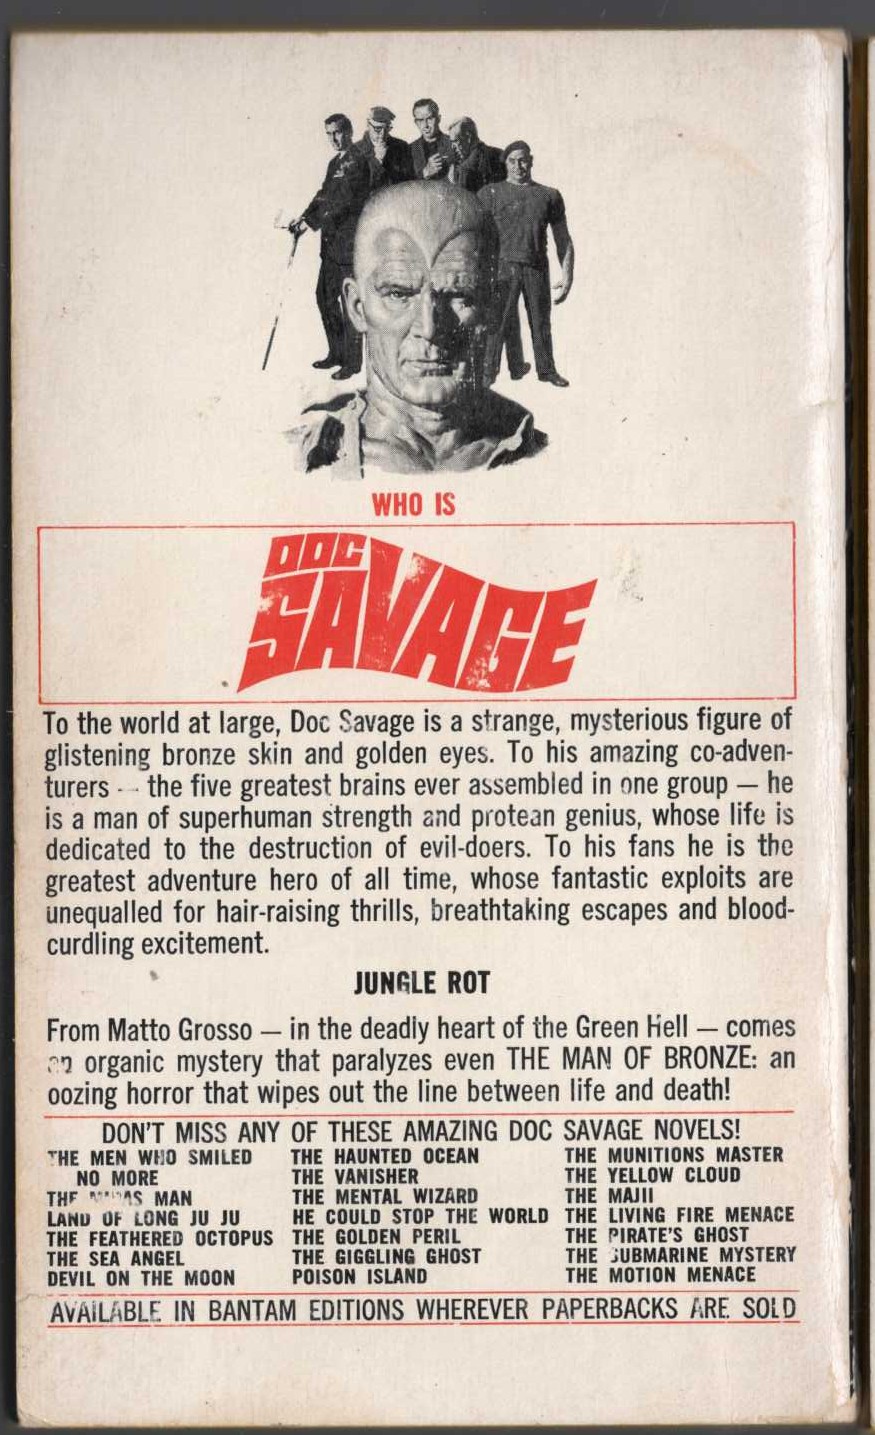 WHO IS
DOC
SAVAGE
To the world at large, Doc Savage is a strange, mysterious figure of
glistening bronze skin and golden eyes. To his amazing co-adven-
turers -- the five greatest brains ever assembled in one group — he
is a man of superhuman strength and protean genius, whose life is
dedicated to the destruction of evil-doers. To his fans he is the
greatest adventure hero of all time, whose fantastic exploits are
unequalled for hair-raising thrills, breathtaking escapes and blood-
curdling excitement.
JUNGLE ROT
From Matto Grosso — in the deadly heart of the Green Hell — comes
an organic mystery that paralyzes even THE MAN OF BRONZE: an
oozing horror that wipes out the line between life and death!
DON'T MISS ANY OF THESE AMAZING DOC SAVAGE NOVELS!
THE MEN WHO SMILED
NO MORE
THE MAN
LAND OF LONG JU JU
THE FEATHERED OCTOPUS
THE SEA ANGEL
DEVIL ON THE MOON
THE HAUNTED OCEAN
THE VANISHER
THE MENTAL WIZARD
HE COULD STOP THE WORLD
THE GOLDEN PERIL
THE GIGGLING GHOST
POISON ISLAND
THE MUNITIONS MASTER
THE YELLOW CLOUD
THE MAJII
THE LIVING FIRE MENACE
THE PIRATE'S GHOST
THE SUBMARINE MYSTERY
THE MOTION MENACE
AVAILABLE IN BANTAM EDITIONS WHEREVER PAPERBACKS ARE SOLD